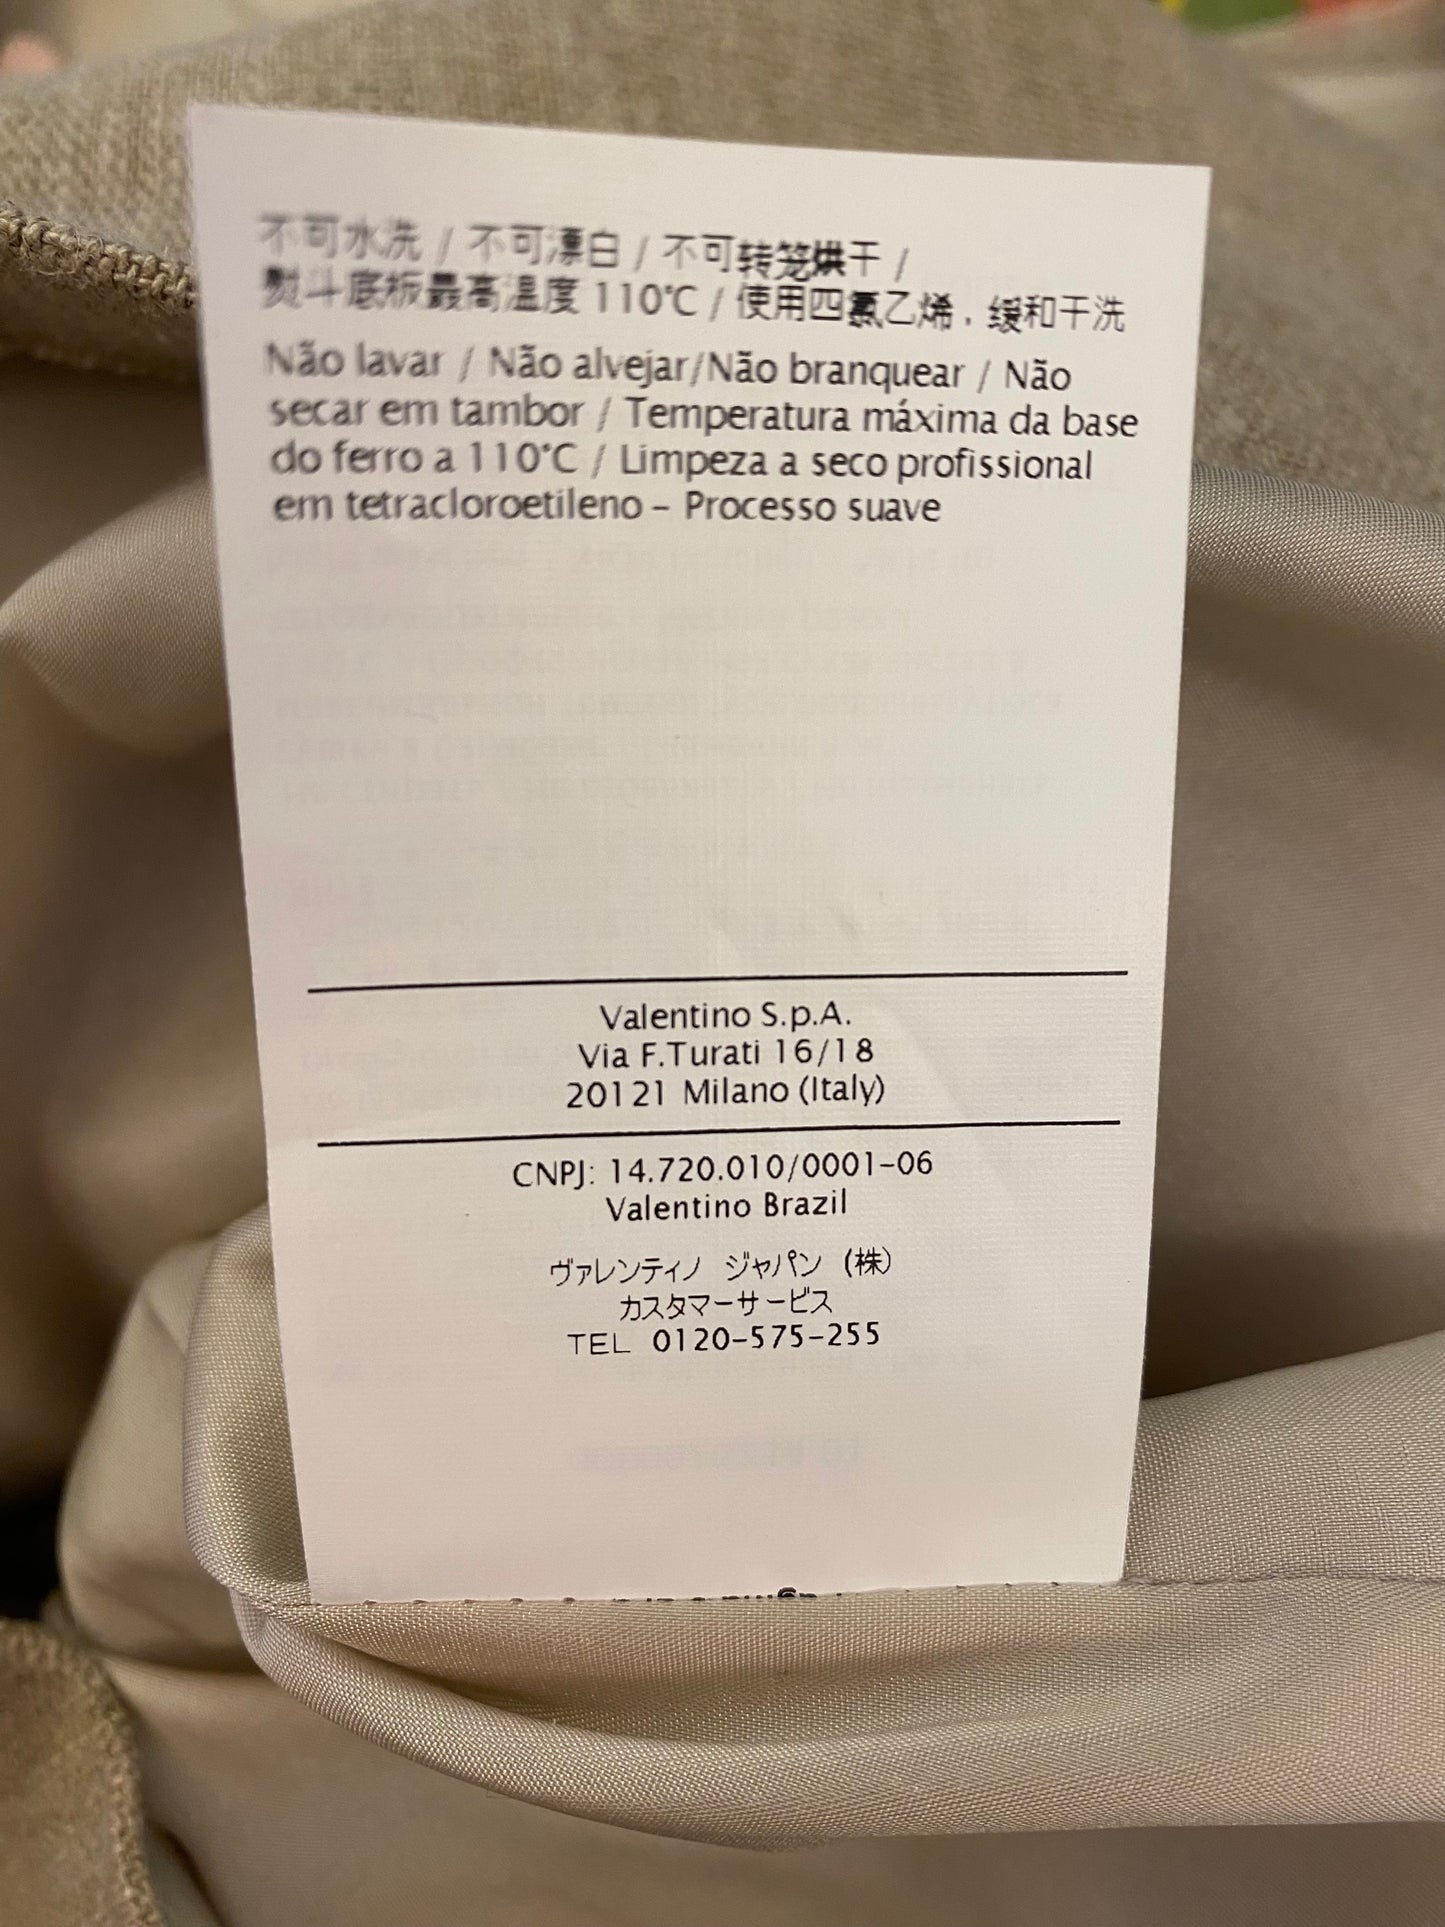 不可水洗 / 不可漂白 / 不可转笼烘干 /
熨斗底板最高温度 110°C / 使用四氯乙烯，缓和干洗
Não lavar / Não alvejar/Não branquear / Não
secar em tambor / Temperatura máxima da base
do ferro a 110°C / Limpeza a seco profissional
em tetracloroetileno – Processo suave
Valentino S.p.A.
Via F.Turati 16/18
20121 Milano (Italy)
CNPJ: 14.720.010/0001-06
Valentino Brazil
ヴァレンティノ ジャパン (株)
カスタマーサービス
TEL 0120-575-255